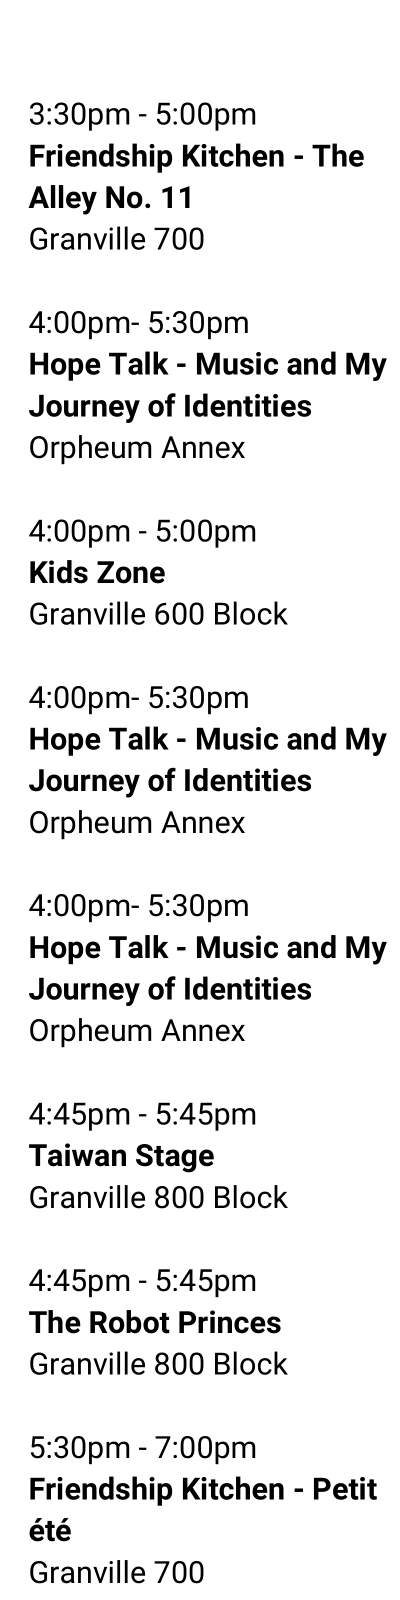 3:30pm - 5:00pm
Friendship Kitchen - The
Alley No. 11
Granville 700
4:00pm- 5:30pm
Hope Talk - Music and My
Journey of Identities
Orpheum Annex
4:00pm - 5:00pm
Kids Zone
Granville 600 Block
4:00pm- 5:30pm
Hope Talk - Music and My
Journey of Identities
Orpheum Annex
4:00pm- 5:30pm
Hope Talk - Music and My
Journey of Identities
Orpheum Annex
4:45pm - 5:45pm
Taiwan Stage
Granville 800 Block
4:45pm - 5:45pm
The Robot Princes
Granville 800 Block
5:30pm - 7:00pm
Friendship Kitchen - Petit
été
Granville 700